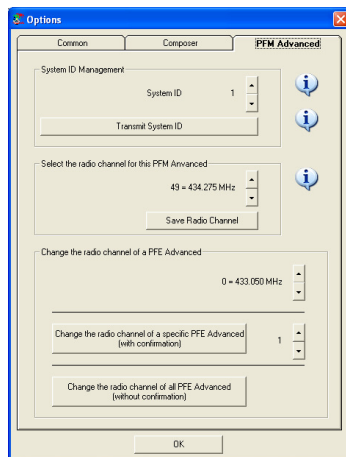 Options
Common Composer PFM Advanced
System ID Management
System ID 1
Transmit System ID
Select the radio channel for this PFM Anvanced
49 = 434.275 MHz
Save Radio Channel
Change the radio channel of a PFE Advanced
0 = 433.050 MHz
Change the radio channel of a specific PFE Advanced
(with confirmation)
1
Change the radio channel of all PFE Advanced
(without confirmation)
OK